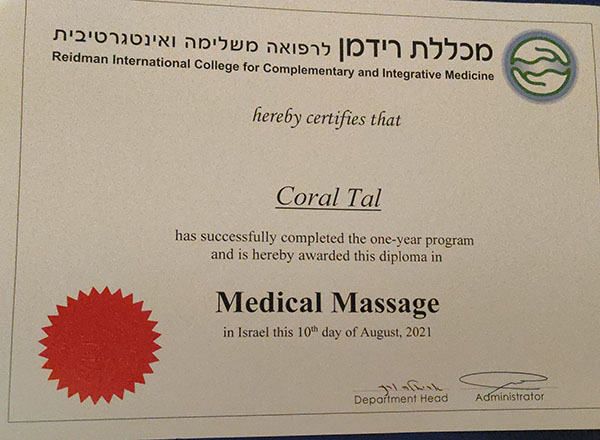 מכללת רידמן לרפואה משלימה ואינטגרטיבית
Reidman International College for Complementary and Integrative Medicine
hereby certifies that
Coral Tal
has successfully completed the one-year program
and is hereby awarded this diploma in
Medical Massage
in Israel this 10th day of August, 2021
Department Head
Administrator